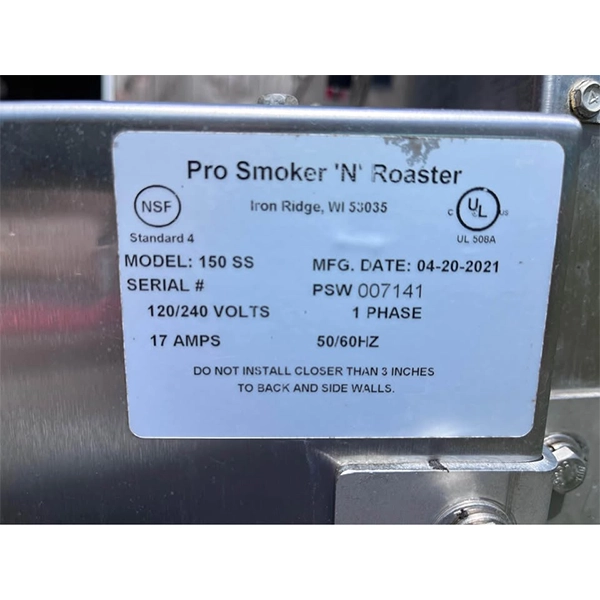 Pro Smoker 'N' Roaster
NSF
Iron Ridge, WI 53035
C UL US
Standard 4
UL 508A
MODEL: 150 SS MFG. DATE: 04-20-2021
SERIAL # PSW 007141
120/240 VOLTS 1 PHASE
17 AMPS 50/60HZ
DO NOT INSTALL CLOSER THAN 3 INCHES
TO BACK AND SIDE WALLS.